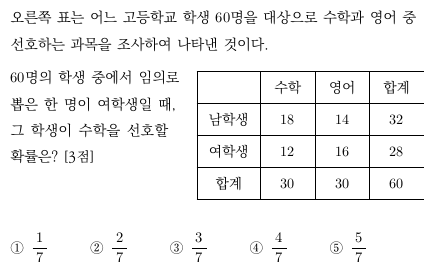 오른쪽 표는 어느 고등학교 학생 60명을 대상으로 수학과 영어 중
선호하는 과목을 조사하여 나타낸 것이다.
60명의 학생 중에서 임의로
뽑은 한 명이 여학생일 때,
그 학생이 수학을 선호할
확률은? [3점]
수학 영어 합계
남학생 18 14 32
여학생 12 16 28
합계 30 30 60
① 1/7 ② 2/7 ③ 3/7 ④ 4/7 ⑤ 5/7